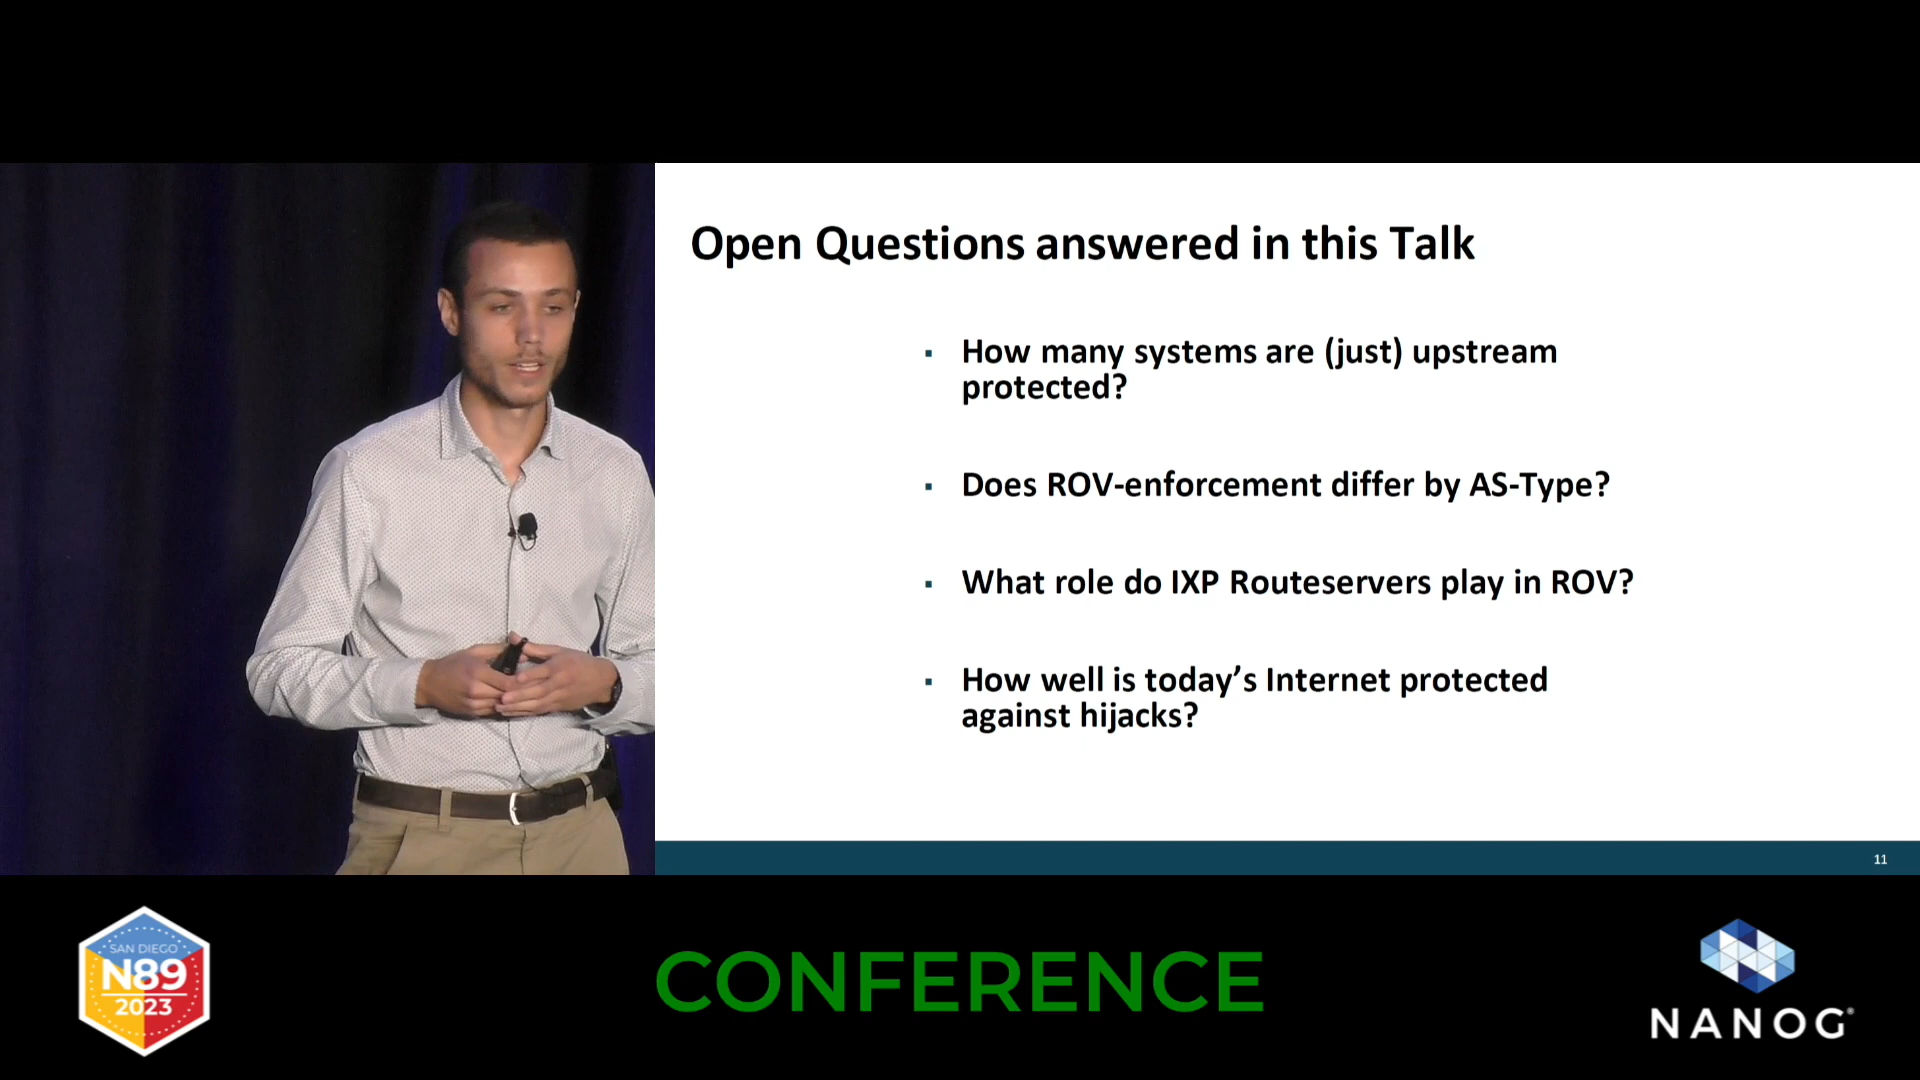 Open Questions answered in this Talk
▪ How many systems are (just) upstream
protected?
▪ Does ROV-enforcement differ by AS-Type?
▪ What role do IXP Routeservers play in ROV?
▪ How well is today’s Internet protected
against hijacks?
11
SAN DIEGO
N89
2023
CONFERENCE
NANOG®